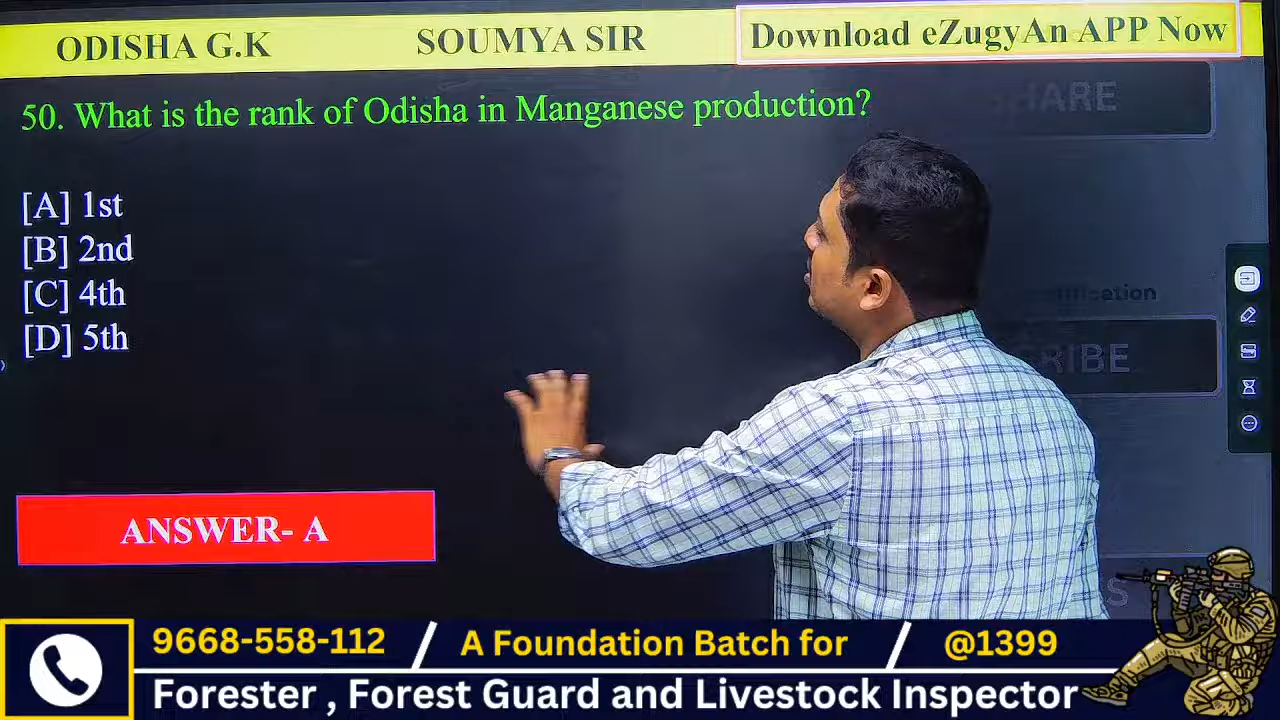 ODISHA G.K SOUMYA SIR Download eZugyAn APP Now
50. What is the rank of Odisha in Manganese production?
[A] 1st
[B] 2nd
[C] 4th
[D] 5th
ANSWER- A
9668-558-112 / A Foundation Batch for / @1399
Forester , Forest Guard and Livestock Inspector